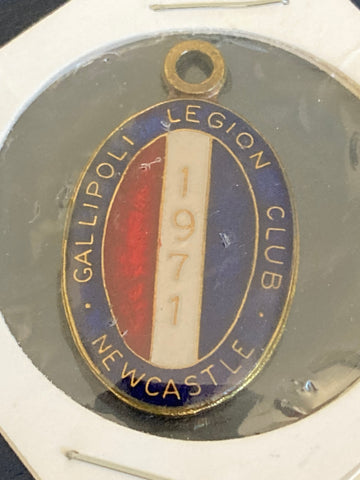 GALLIPOLI LEGION CLUB
· NEWCASTLE ·
1971